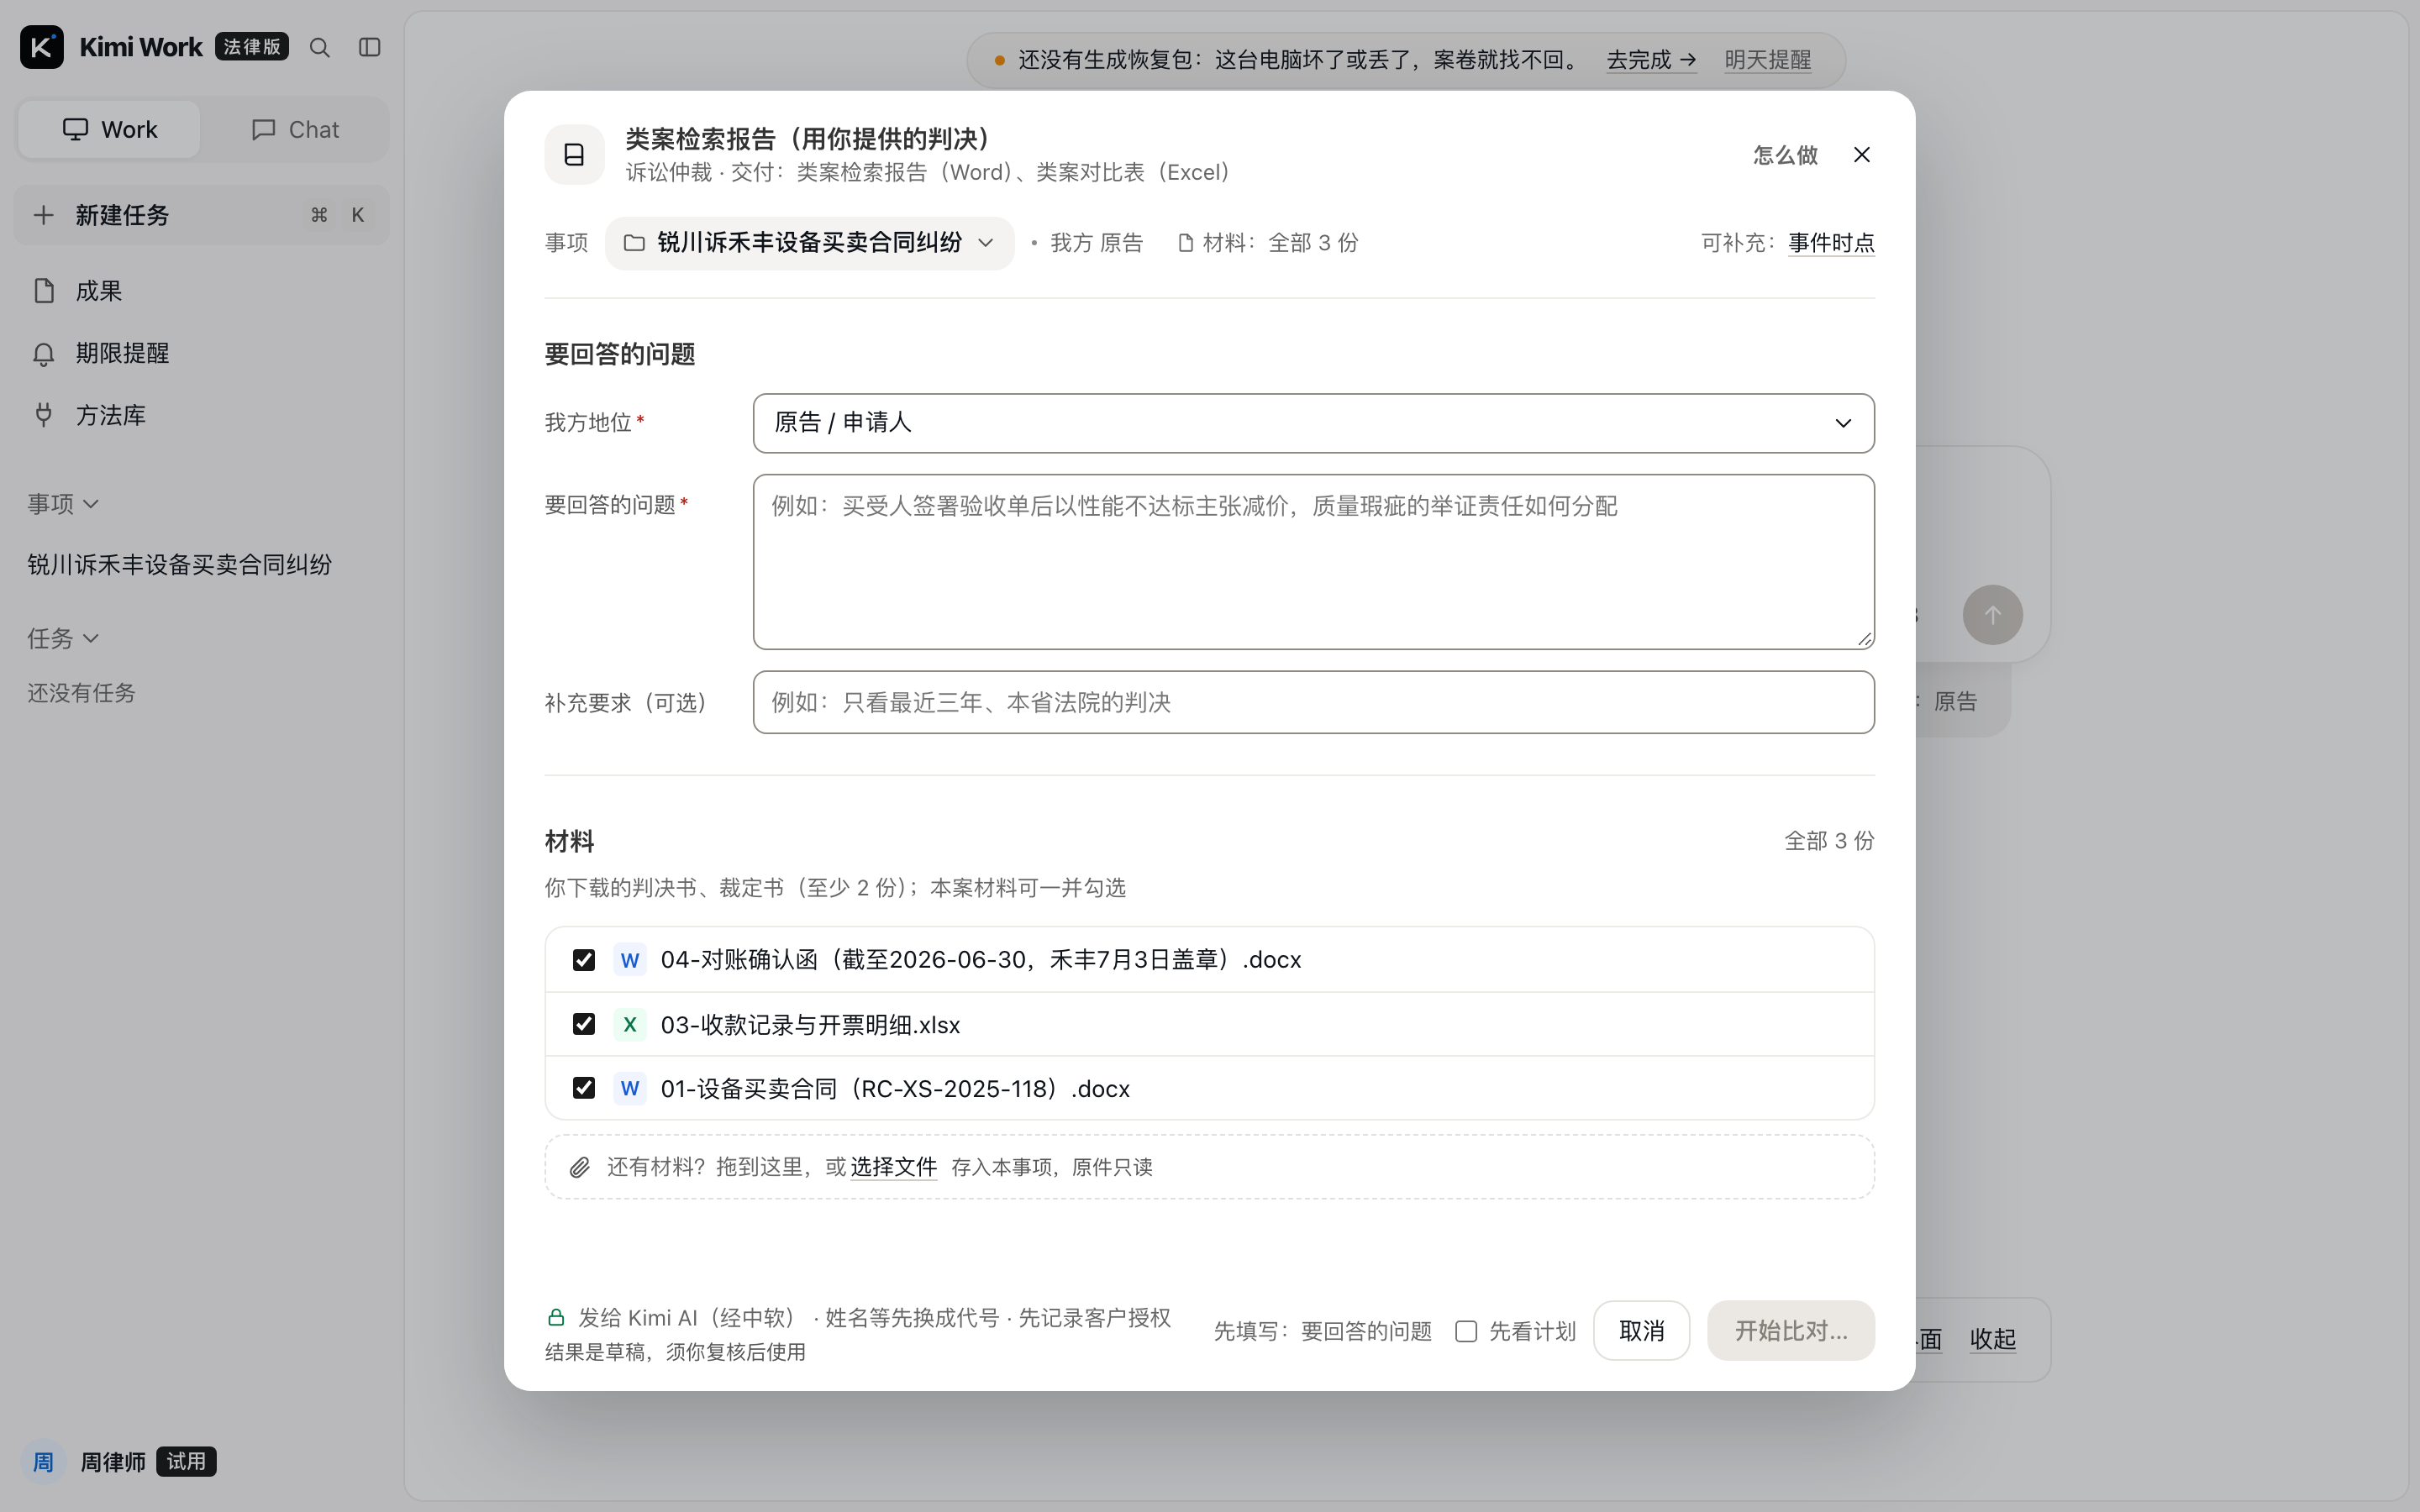 Kimi Work 法律版
Work
Chat
新建任务 ⌘ K
成果
期限提醒
方法库
事项
锐川诉禾丰设备买卖合同纠纷
任务
还没有任务
周 周律师 试用
还没有生成恢复包：这台电脑坏了或丢了，案卷就找不回。 去完成 → 明天提醒
类案检索报告（用你提供的判决）
诉讼仲裁 · 交付：类案检索报告（Word）、类案对比表（Excel）
怎么做
事项 锐川诉禾丰设备买卖合同纠纷 • 我方 原告 材料：全部 3 份 可补充：事件时点
要回答的问题
我方地位* 原告 / 申请人
要回答的问题* 例如：买受人签署验收单后以性能不达标主张减价，质量瑕疵的举证责任如何分配
补充要求（可选） 例如：只看最近三年、本省法院的判决
材料 全部 3 份
你下载的判决书、裁定书（至少 2 份）；本案材料可一并勾选
W 04-对账确认函（截至2026-06-30，禾丰7月3日盖章）.docx
X 03-收款记录与开票明细.xlsx
W 01-设备买卖合同（RC-XS-2025-118）.docx
还有材料？拖到这里，或选择文件 存入本事项，原件只读
发给 Kimi AI（经中软） · 姓名等先换成代号 · 先记录客户授权
结果是草稿，须你复核后使用
先填写：要回答的问题 先看计划 取消 开始比对...
：原告
面 收起